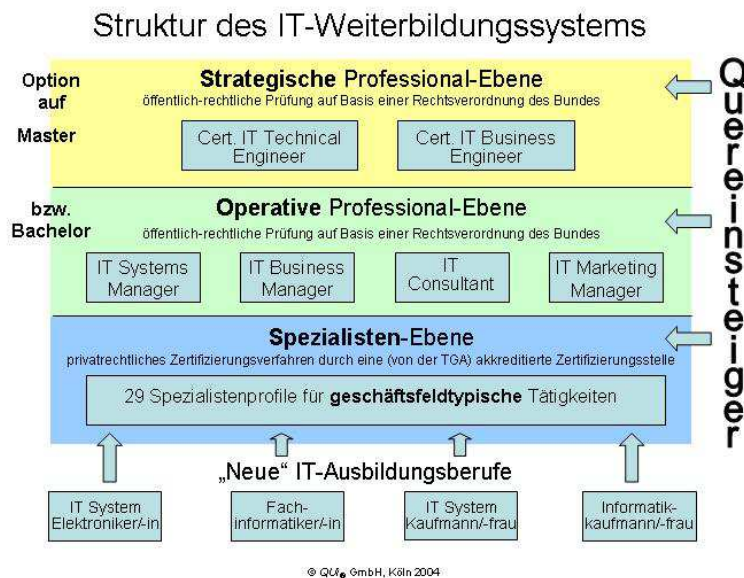 Struktur des IT-Weiterbildungssystems
Option
auf
Master
Strategische Professional-Ebene
öffentlich-rechtliche Prüfung auf Basis einer Rechtsverordnung des Bundes
Cert. IT Technical
Engineer
Cert. IT Business
Engineer
bzw.
Bachelor
Operative Professional-Ebene
öffentlich-rechtliche Prüfung auf Basis einer Rechtsverordnung des Bundes
IT Systems
Manager
IT Business
Manager
IT
Consultant
IT Marketing
Manager
Spezialisten-Ebene
privatrechtliches Zertifizierungsverfahren durch eine (von der TGA) akkreditierte Zertifizierungsstelle
29 Spezialistenprofile für geschäftsfeldtypische Tätigkeiten
Quereinsteiger
„Neue“ IT-Ausbildungsberufe
IT System
Elektroniker/-in
Fach-
informatiker/-in
IT System
Kaufmann/-frau
Informatik-
kaufmann/-frau
GmbH, Köln 2004